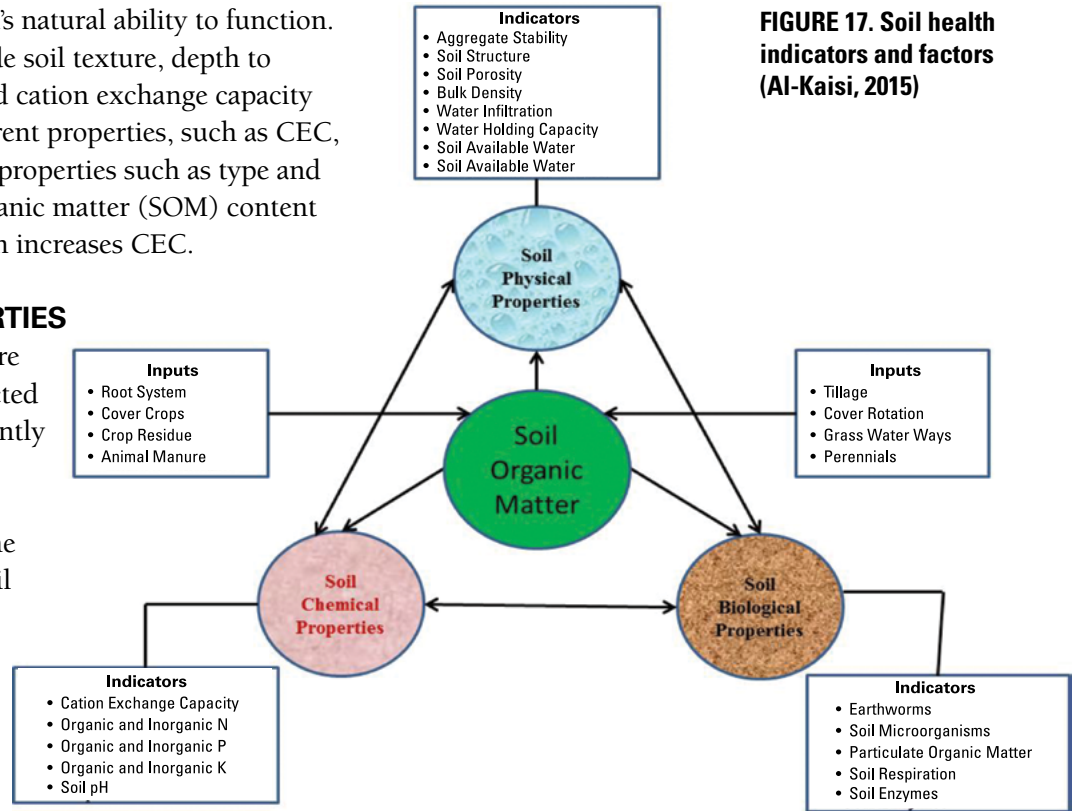 's natural ability to function.
le soil texture, depth to
d cation exchange capacity
rent properties, such as CEC,
properties such as type and
anic matter (SOM) content
n increases CEC.
RTIES
re
ted
ntly
ne
il
FIGURE 17. Soil health
indicators and factors
(Al-Kaisi, 2015)
Indicators
• Aggregate Stability
• Soil Structure
• Soil Porosity
• Bulk Density
• Water Infiltration
• Water Holding Capacity
• Soil Available Water
• Soil Available Water
Soil
Physical
Properties
Inputs
• Root System
• Cover Crops
• Crop Residue
• Animal Manure
Soil
Organic
Matter
Inputs
• Tillage
• Cover Rotation
• Grass Water Ways
• Perennials
Soil
Chemical
Properties
Soil
Biological
Properties
Indicators
• Cation Exchange Capacity
• Organic and Inorganic N
• Organic and Inorganic P
• Organic and Inorganic K
• Soil pH
Indicators
• Earthworms
• Soil Microorganisms
• Particulate Organic Matter
• Soil Respiration
• Soil Enzymes